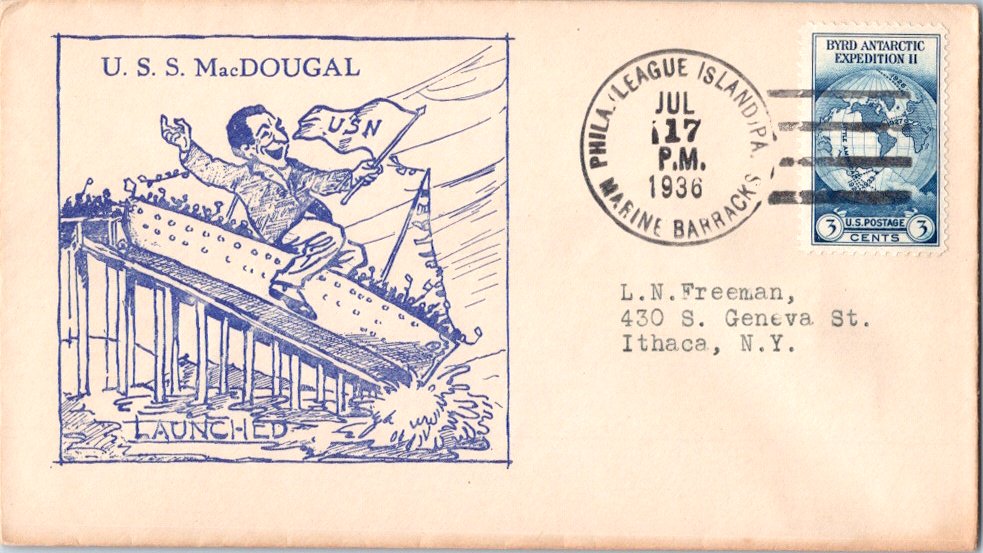 U. S. S. MacDOUGAL
USN
LAUNCHED
PHILA. (LEAGUE ISLAND) PA.
JUL
17
P.M.
1936
MARINE BARRACKS
BYRD ANTARCTIC
EXPEDITION II
3 U.S. POSTAGE 3
CENTS
L.N.Freeman,
430 S. Geneva St.
Ithaca, N.Y.